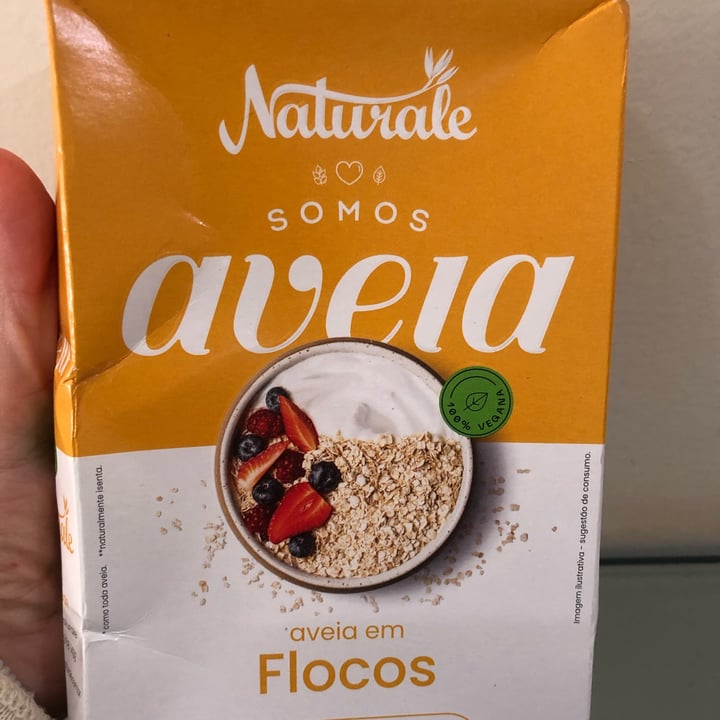 Naturale
SOMOS
aveia
100% VEGANA
*como toda aveia. **naturalmente isenta.
Imagem ilustrativa - sugestão de consumo.
aveia em
Flocos